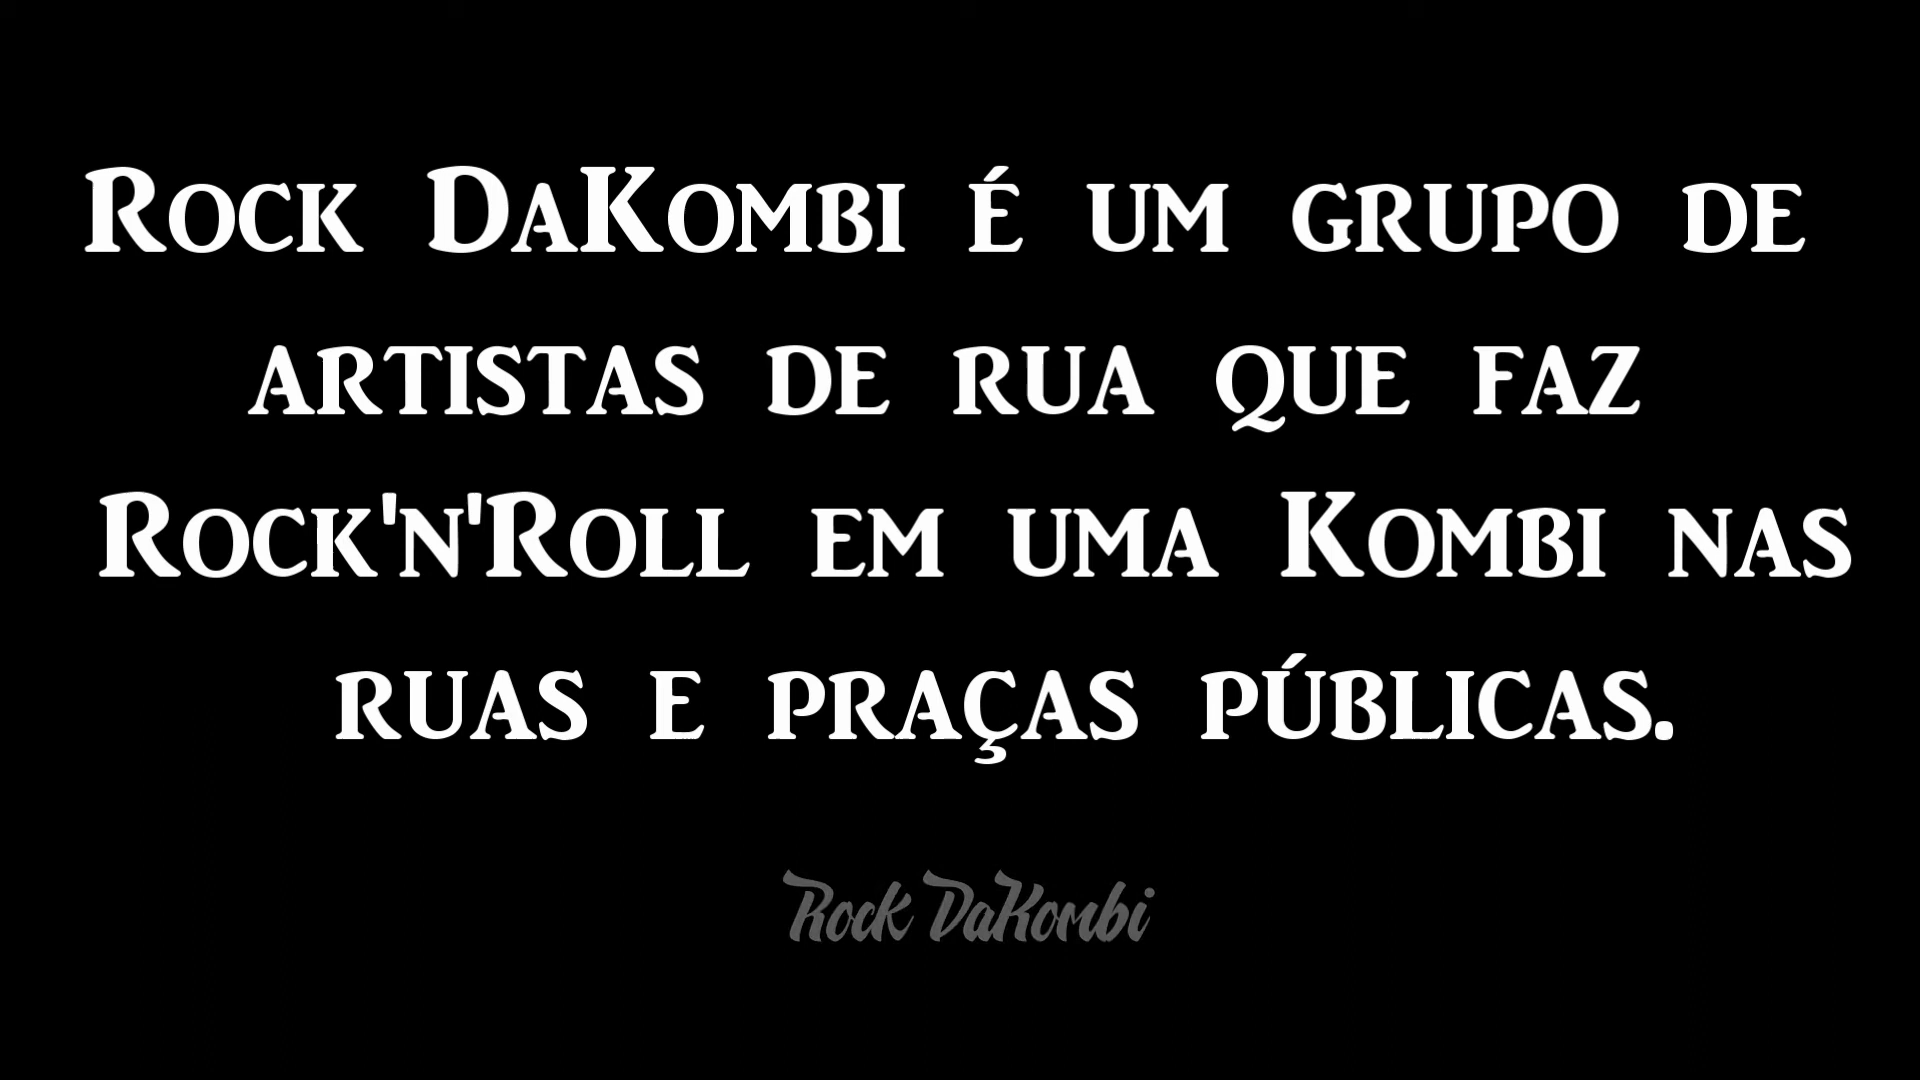 Rock DaKombi é um grupo de
artistas de rua que faz
Rock'n'Roll em uma Kombi nas
ruas e praças públicas.
Rock DaKombi